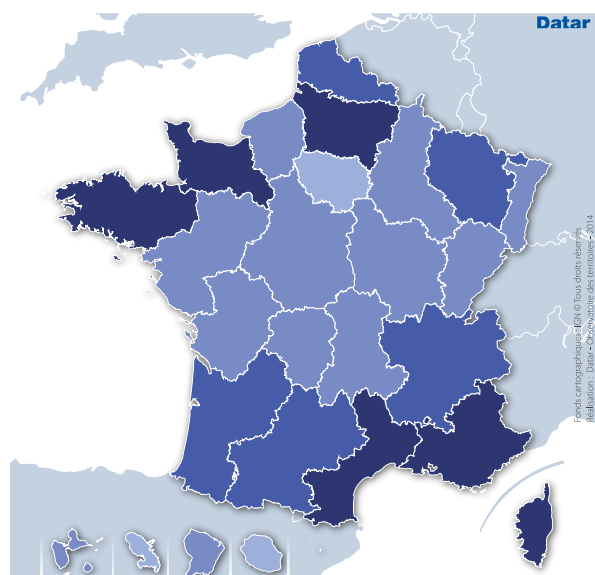 Datar
Fonds cartographiques : IGN © Tous droits réservés
Réalisation : Datar - Observatoire des territoires - 2014